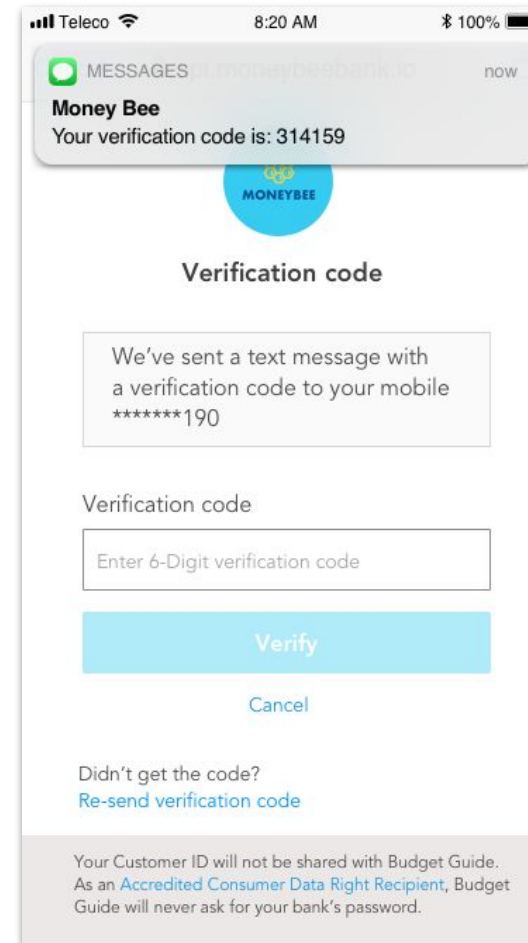 Teleco 8:20 AM 100%
MESSAGES now
Money Bee
Your verification code is: 314159
MONEYBEE
Verification code
We've sent a text message with
a verification code to your mobile
*******190
Verification code
Enter 6-Digit verification code
Verify
Cancel
Didn't get the code?
Re-send verification code
Your Customer ID will not be shared with Budget Guide.
As an Accredited Consumer Data Right Recipient, Budget
Guide will never ask for your bank's password.